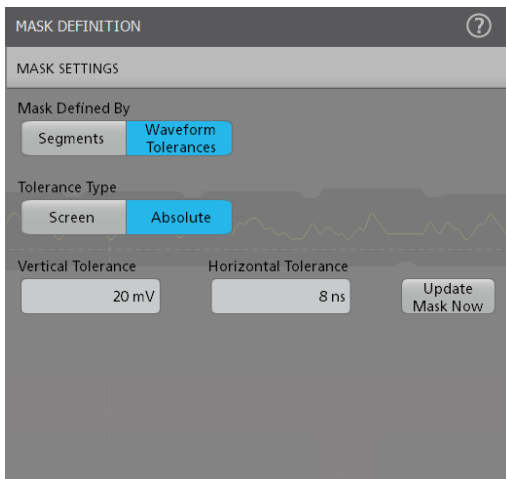 MASK DEFINITION
?
MASK SETTINGS
Mask Defined By
Segments
Waveform
Tolerances
Tolerance Type
Screen
Absolute
Vertical Tolerance
Horizontal Tolerance
20 mV
8 ns
Update
Mask Now